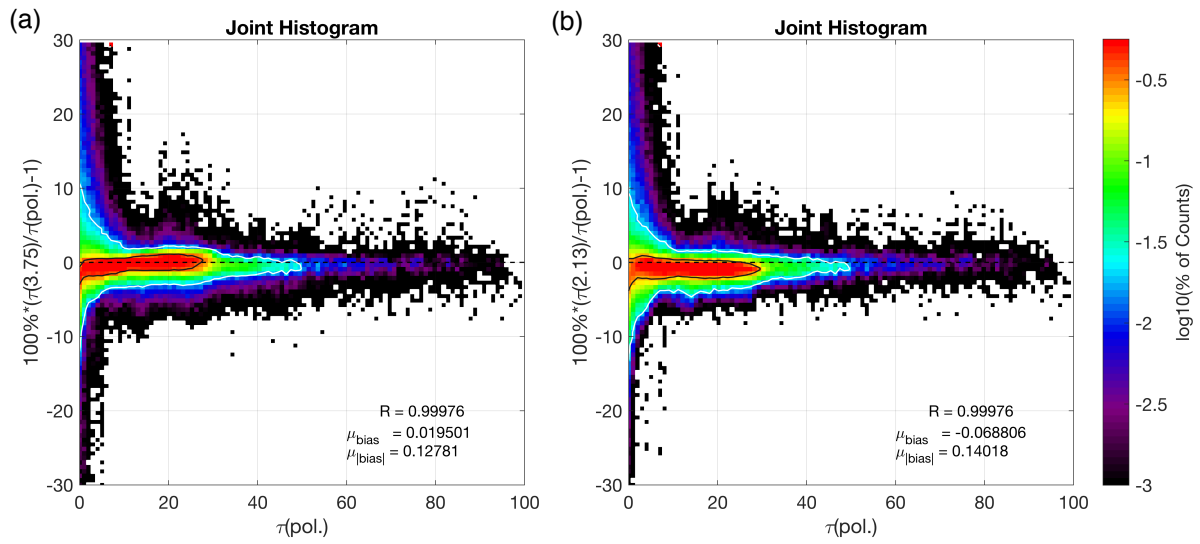 (a)
Joint Histogram
30
20
10
0
-10
-20
-30
0
20
40
60
80
100
100%*(τ(3.75)/τ(pol.)-1)
τ(pol.)
R = 0.99976
μbias = 0.019501
μ|bias| = 0.12781
(b)
Joint Histogram
30
20
10
0
-10
-20
-30
0
20
40
60
80
100
100%*(τ(2.13)/τ(pol.)-1)
τ(pol.)
R = 0.99976
μbias = -0.068806
μ|bias| = 0.14018
-0.5
-1
-1.5
-2
-2.5
-3
log10(% of Counts)